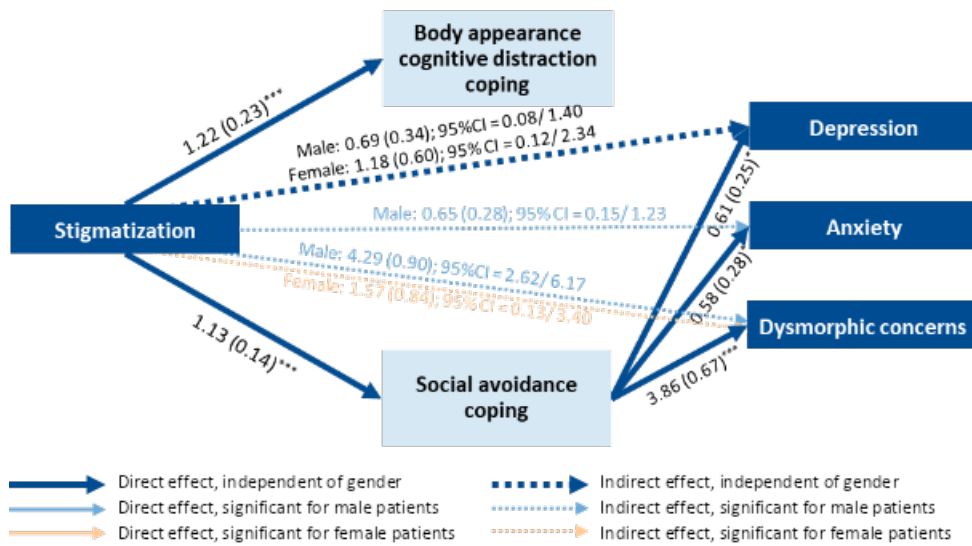 Body appearance
cognitive distraction
coping
1.22 (0.23)***
Male: 0.69 (0.34); 95%CI = 0.08/ 1.40
Female: 1.18 (0.60); 95% CI = 0.12/ 2.34
Depression
0.61 (0.25)*
Stigmatization
Male: 0.65 (0.28); 95% CI = 0.15/ 1.23
Anxiety
Male: 4.29 (0.90); 95%CI = 2.62/ 6.17
Female: 1.57 (0.84); 95% CI = 0.13/ 3.40
0.58 (0.28)*
Dysmorphic concerns
1.13 (0.14)***
Social avoidance
coping
3.86 (0.67)***
Direct effect, independent of gender
Direct effect, significant for male patients
Direct effect, significant for female patients
Indirect effect, independent of gender
Indirect effect, significant for male patients
Indirect effect, significant for female patients